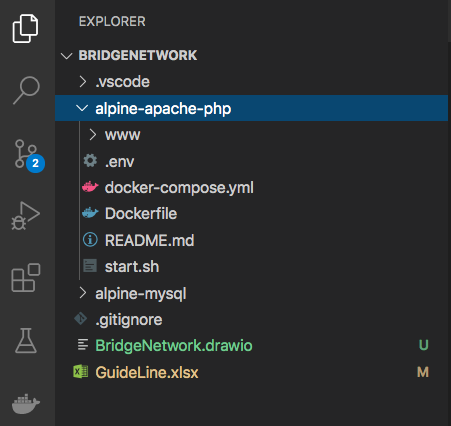 EXPLORER
BRIDGENETWORK
.vscode
alpine-apache-php
www
.env
docker-compose.yml
Dockerfile
README.md
start.sh
alpine-mysql
.gitignore
BridgeNetwork.drawio U
GuideLine.xlsx M
2